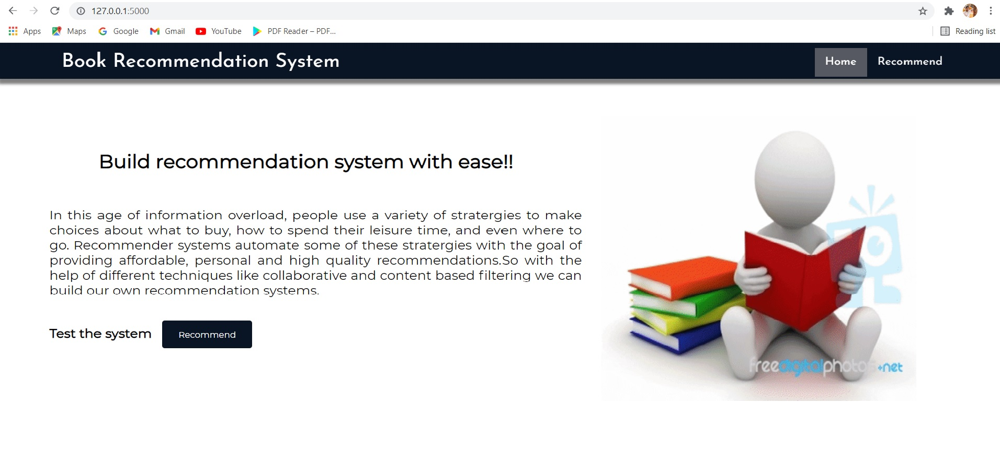 127.0.0.1:5000
Apps Maps Google Gmail YouTube PDF Reader – PDF... Reading list
Book Recommendation System Home Recommend
Build recommendation system with ease!!
In this age of information overload, people use a variety of stratergies to make
choices about what to buy, how to spend their leisure time, and even where to
go. Recommender systems automate some of these stratergies with the goal of
providing affordable, personal and high quality recommendations.So with the
help of different techniques like collaborative and content based filtering we can
build our own recommendation systems.
Test the system Recommend
freedigitalphotos.net